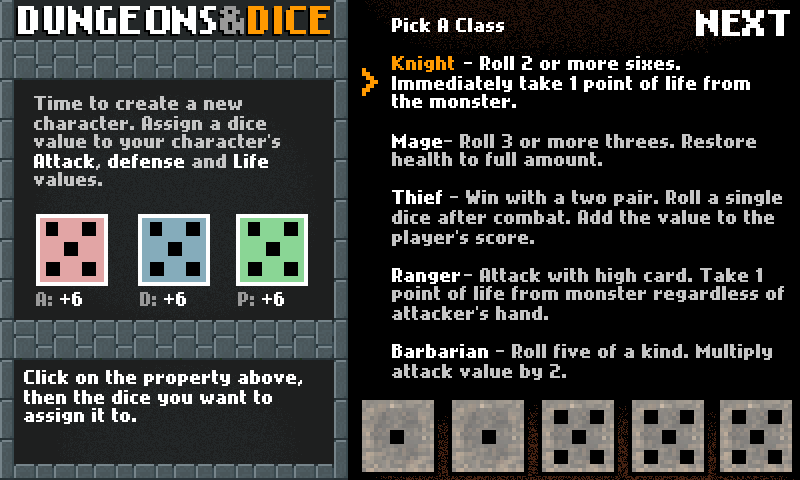 DUNGEONS&DICE
Time to create a new
character. Assign a dice
value to your character's
Attack, defense and Life
values.
A: +6
D: +6
P: +6
Click on the property above,
then the dice you want to
assign it to.
Pick A Class
NEXT
Knight - Roll 2 or more sixes.
Immediately take 1 point of life from
the monster.
Mage- Roll 3 or more threes. Restore
health to full amount.
Thief - Win with a two pair. Roll a single
dice after combat. Add the value to the
player's score.
Ranger- Attack with high card. Take 1
point of life from monster regardless of
attacker's hand.
Barbarian - Roll five of a kind. Multiply
attack value by 2.